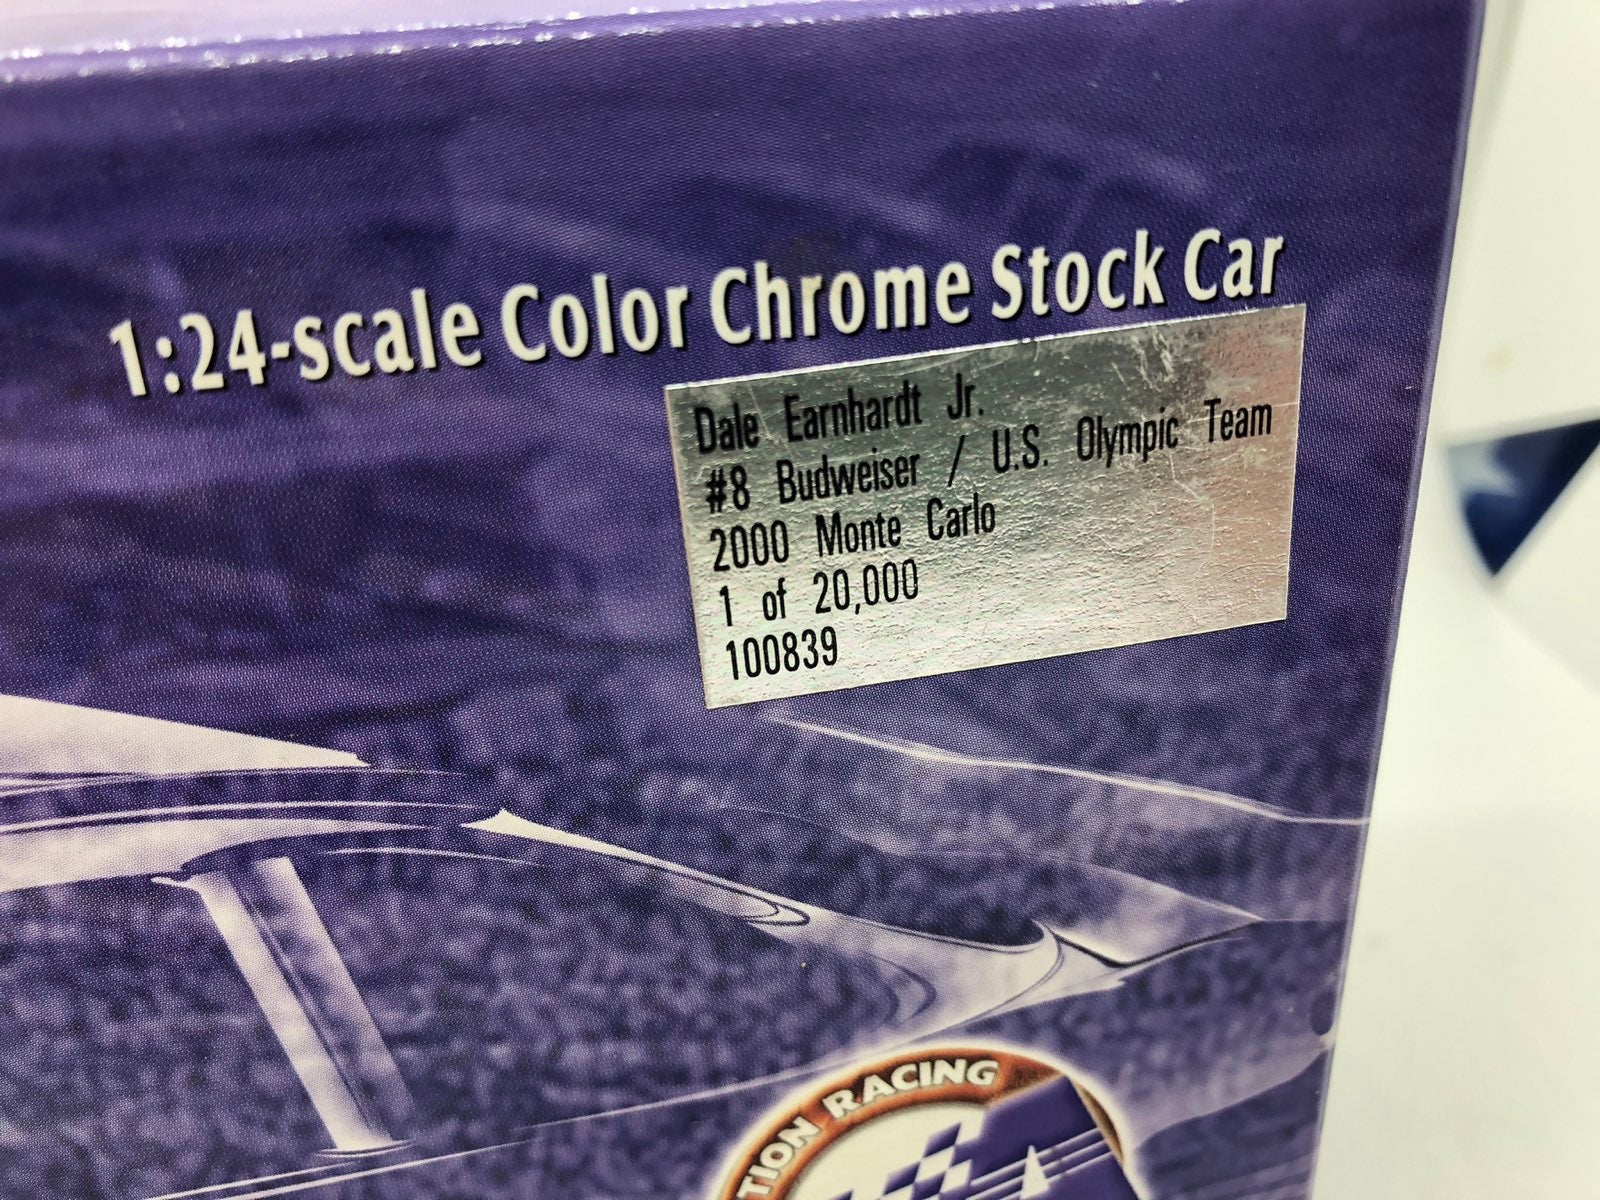 1:24-scale Color Chrome Stock Car
Dale Earnhardt Jr.
#8 Budweiser / U.S. Olympic Team
2000 Monte Carlo
1 of 20,000
100839
TION RACING